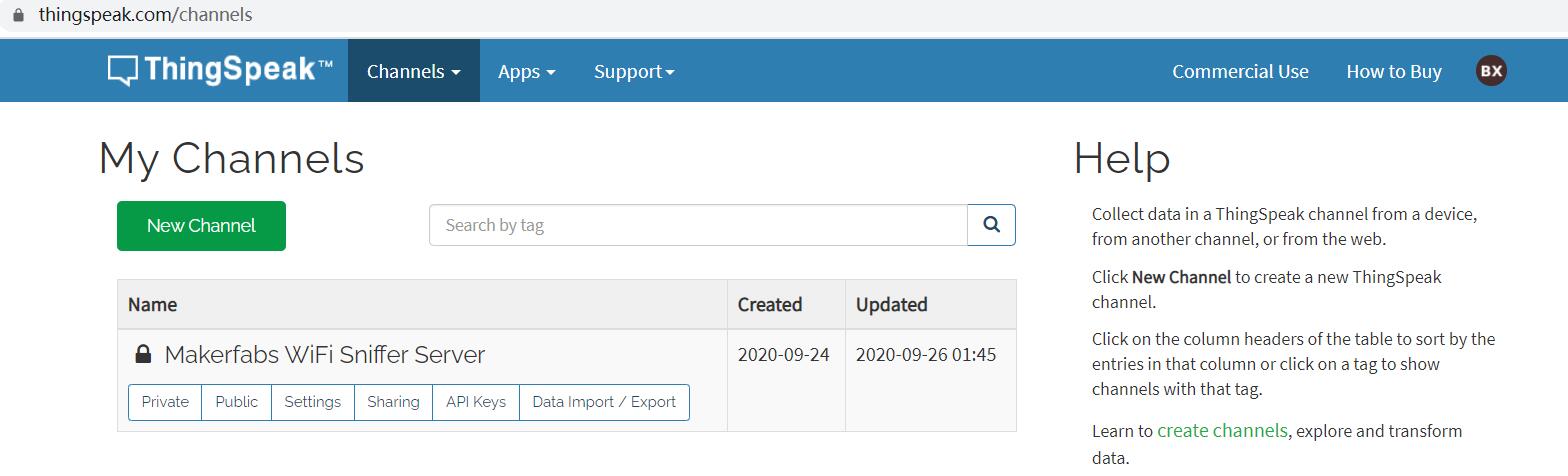 thingspeak.com/channels
ThingSpeak™
Channels
Apps
Support
Commercial Use
How to Buy
BX
My Channels
New Channel
Search by tag
Name
Created
Updated
Makerfabs WiFi Sniffer Server
2020-09-24
2020-09-26 01:45
Private
Public
Settings
Sharing
API Keys
Data Import / Export
Help
Collect data in a ThingSpeak channel from a device,
from another channel, or from the web.
Click New Channel to create a new ThingSpeak
channel.
Click on the column headers of the table to sort by the
entries in that column or click on a tag to show
channels with that tag.
Learn to create channels, explore and transform
data.